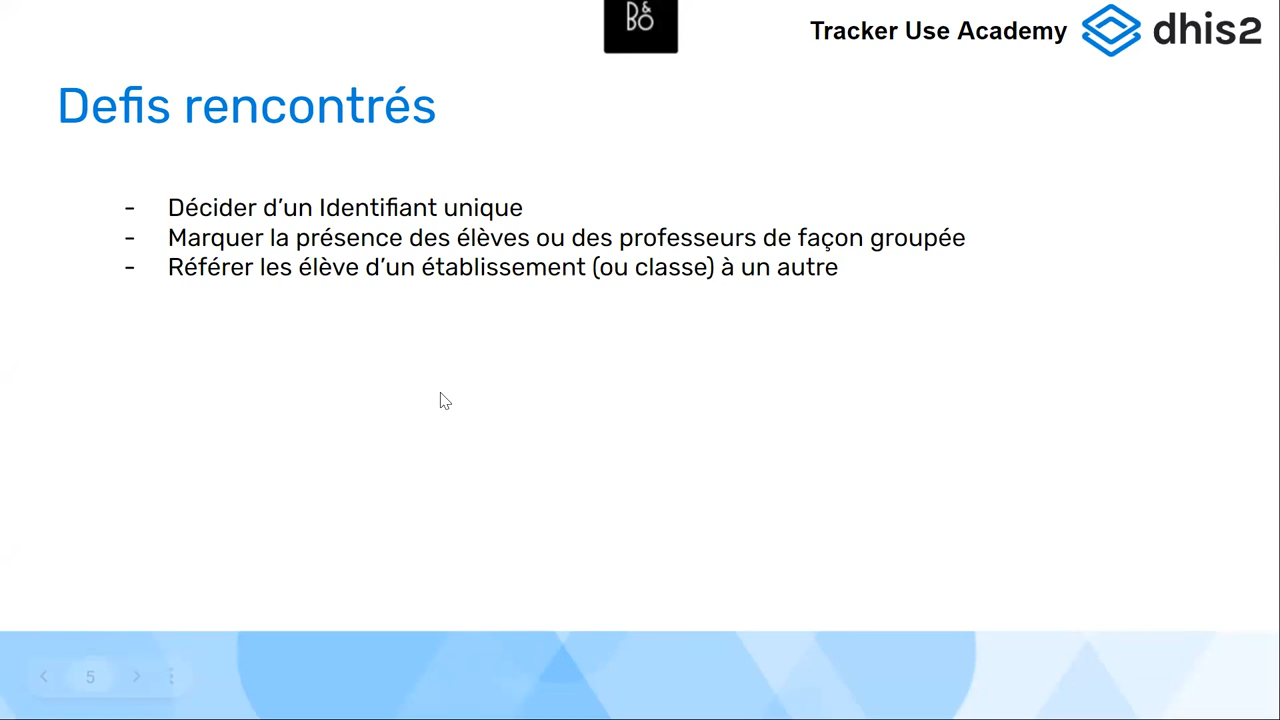 B&O
Tracker Use Academy
dhis2
Defis rencontrés
- Décider d'un Identifiant unique
- Marquer la présence des élèves ou des professeurs de façon groupée
- Référer les élève d'un établissement (ou classe) à un autre
5